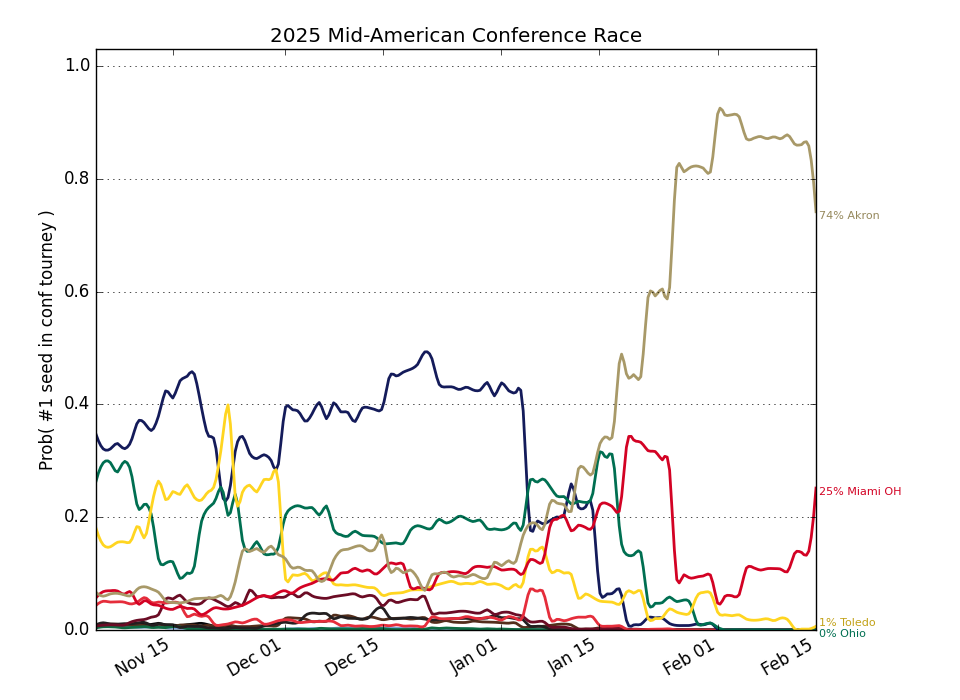 2025 Mid-American Conference Race
Prob( #1 seed in conf tourney )
1.0
0.8
0.6
0.4
0.2
0.0
74% Akron
25% Miami OH
1% Toledo
0% Ohio
Nov 15
Dec 01
Dec 15
Jan 01
Jan 15
Feb 01
Feb 15